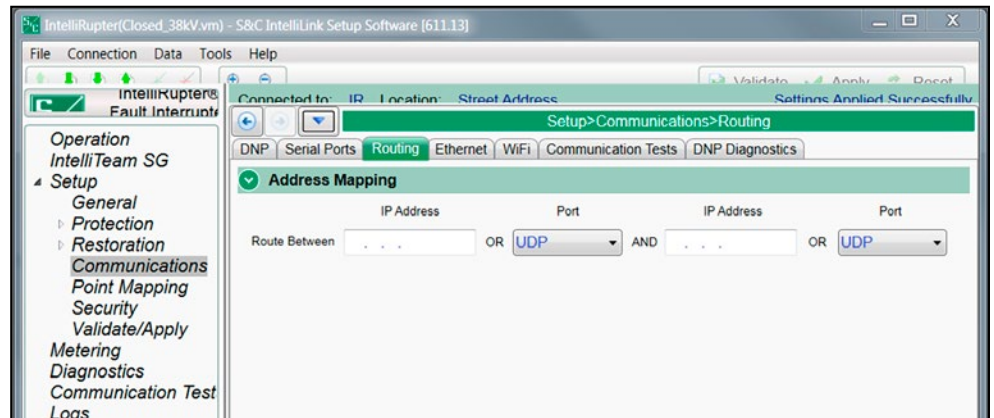 IntelliRupter(Closed_38kV.vm) - S&C IntelliLink Setup Software [611.13]
File Connection Data Tools Help
Validate Apply Reset
IntelliRupter®
Fault Interrupte
Connected to: IR Location: Street Address Settings Applied Successfully
Setup>Communications>Routing
DNP Serial Ports Routing Ethernet WiFi Communication Tests DNP Diagnostics
Operation
IntelliTeam SG
Setup
General
Protection
Restoration
Communications
Point Mapping
Security
Validate/Apply
Metering
Diagnostics
Communication Test
Logs
Address Mapping
IP Address Port IP Address Port
Route Between . . . OR UDP AND . . . OR UDP